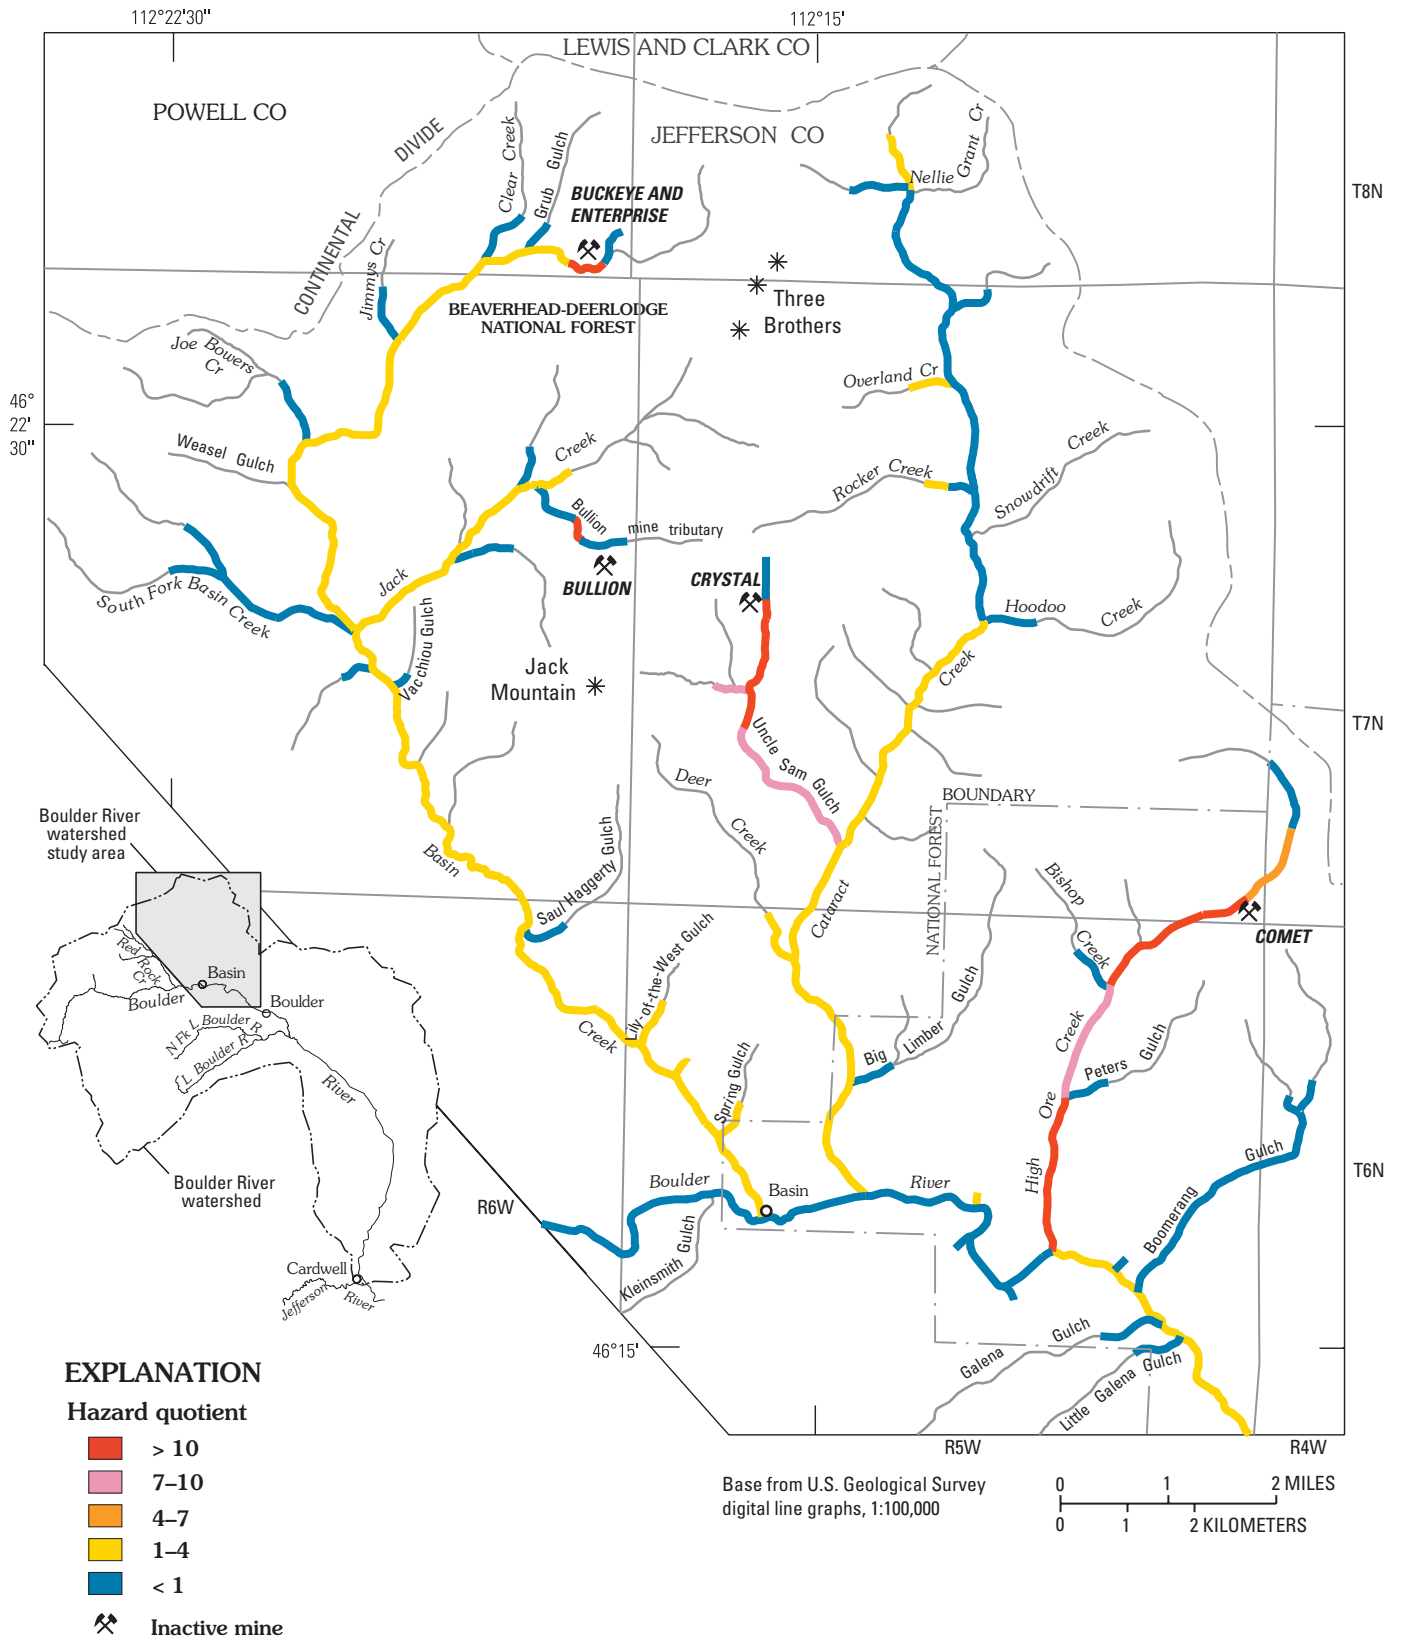 112°22'30"
112°15'
LEWIS AND CLARK CO
POWELL CO
JEFFERSON CO
CONTINENTAL DIVIDE
Clear Creek
Grub Gulch
BUCKEYE AND
ENTERPRISE
Nellie Grant Cr
T8N
Jimmys Cr
Three
Brothers
BEAVERHEAD-DEERLODGE
NATIONAL FOREST
Joe Bowers
Cr
Overland Cr
46°
22'
30"
Weasel Gulch
Creek
Rocker Creek
Snowdrift Creek
Bullion mine tributary
BULLION
CRYSTAL
Jack
South Fork Basin Creek
Hoodoo Creek
Vacchiou Gulch
Jack
Mountain
Creek
Uncle Sam Gulch
T7N
Deer Creek
BOUNDARY
NATIONAL FOREST
Boulder River
watershed
study area
Basin
Saul Haggerty Gulch
Cataract
Bishop Creek
COMET
Lily-of-the-West Gulch
Creek
Big Limber Gulch
Creek
Peters Gulch
Spring Gulch
Ore
High
Red Rock
Cr
Basin
Boulder
Boulder
N Fk L Boulder R
L Boulder R
River
Boulder River
watershed
Cardwell
Jefferson River
R6W
Boulder
Basin
River
Kleinsmith Gulch
Boomerang Gulch
T6N
46°15'
Galena Gulch
Little Galena Gulch
R5W
R4W
EXPLANATION
Hazard quotient
> 10
7–10
4–7
1–4
< 1
Inactive mine
Base from U.S. Geological Survey
digital line graphs, 1:100,000
0 1 2 MILES
0 1 2 KILOMETERS